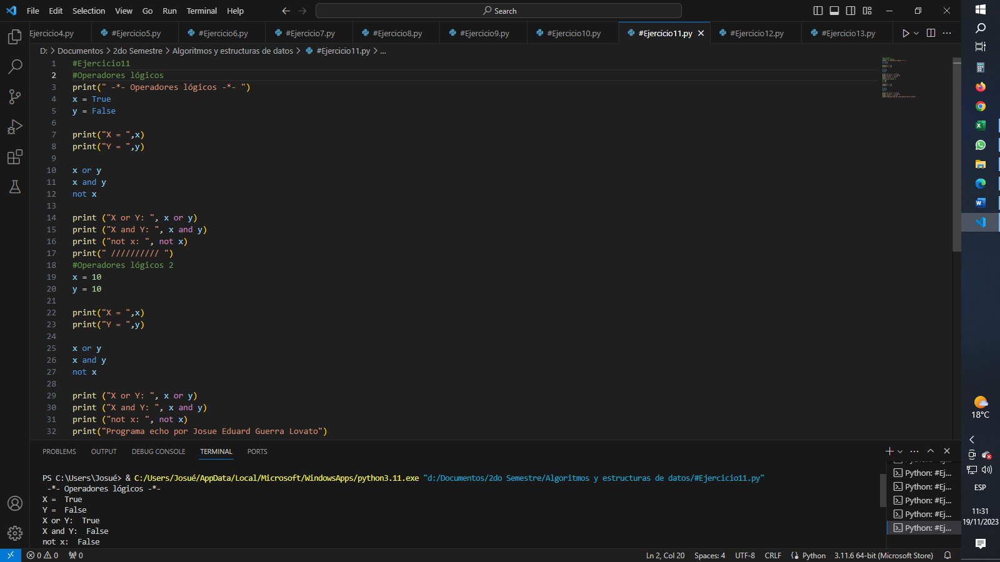 File Edit Selection View Go Run Terminal Help
Search
Ejercicio4.py #Ejercicio5.py #Ejercicio6.py #Ejercicio7.py #Ejercicio8.py #Ejercicio9.py #Ejercicio10.py #Ejercicio11.py #Ejercicio12.py #Ejercicio13.py
D: > Documentos > 2do Semestre > Algoritmos y estructuras de datos > #Ejercicio11.py > ...
1 #Ejercicio11
2 #Operadores lógicos
3 print(" -*- Operadores lógicos -*- ")
4 x = True
5 y = False
6
7 print("X = ",x)
8 print("Y = ",y)
9
10 x or y
11 x and y
12 not x
13
14 print ("X or Y: ", x or y)
15 print ("X and Y: ", x and y)
16 print ("not x: ", not x)
17 print(" ////////// ")
18 #Operadores lógicos 2
19 x = 10
20 y = 10
21
22 print("X = ",x)
23 print("Y = ",y)
24
25 x or y
26 x and y
27 not x
28
29 print ("X or Y: ", x or y)
30 print ("X and Y: ", x and y)
31 print ("not x: ", not x)
32 print("Programa echo por Josue Eduard Guerra Lovato")
PROBLEMS OUTPUT DEBUG CONSOLE TERMINAL PORTS
PS C:\Users\Josué> & C:/Users/Josué/AppData/Local/Microsoft/WindowsApps/python3.11.exe "d:/Documentos/2do Semestre/Algoritmos y estructuras de datos/#Ejercicio11.py"
-*- Operadores lógicos -*-
X =  True
Y =  False
X or Y:  True
X and Y:  False
not x:  False
Python: #Ej...
Python: #Ej...
Python: #Ej...
Python: #Ej...
Python: #Ej...
0 0 0
Ln 2, Col 20 Spaces: 4 UTF-8 CRLF Python 3.11.6 64-bit (Microsoft Store)
18°C
ESP
11:31
19/11/2023